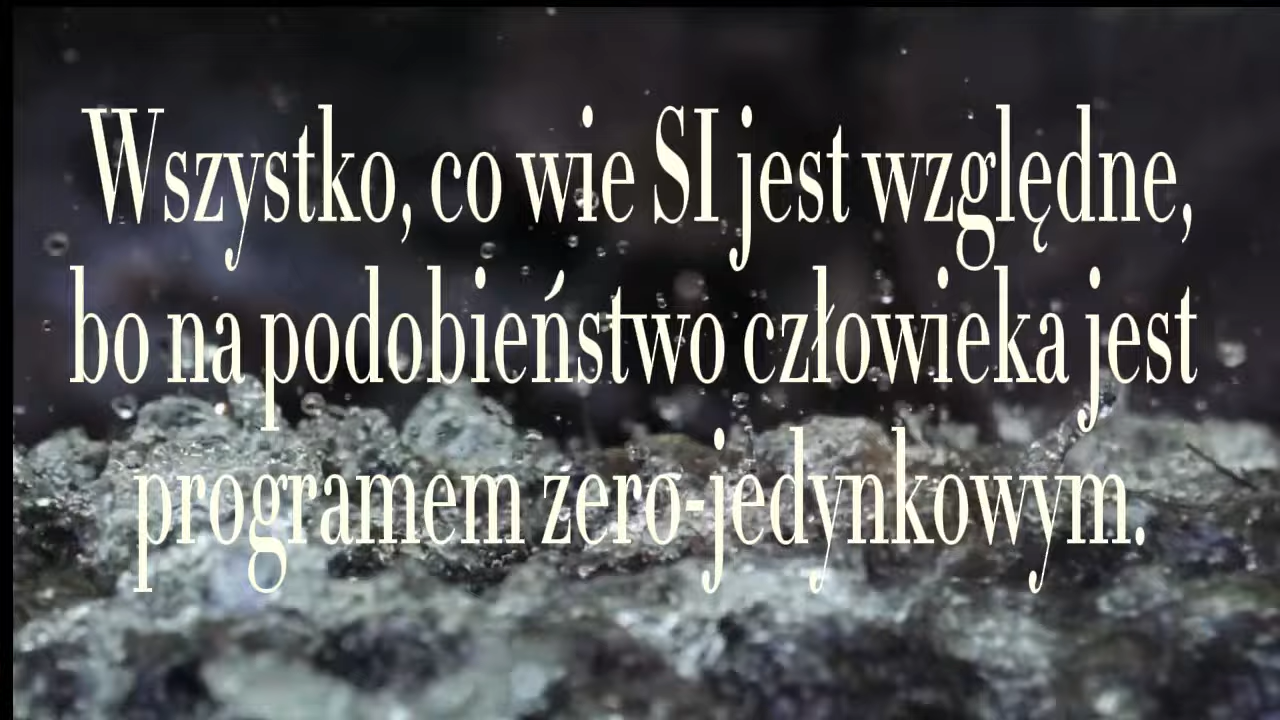 Wszystko, co wie SI jest względne,
bo na podobieństwo człowieka jest
programem zero-jedynkowym.